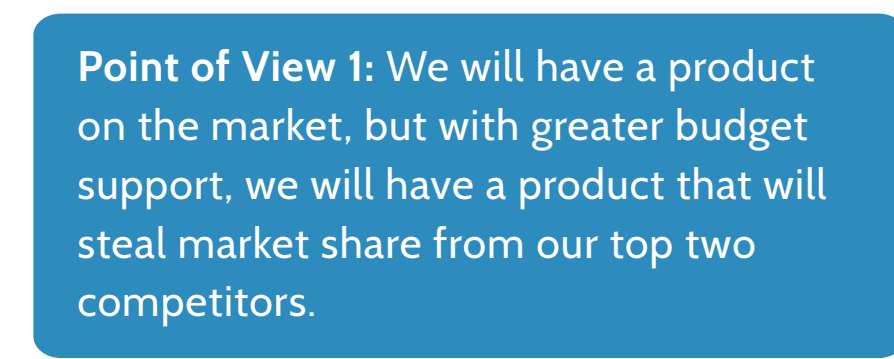 Point of View 1: We will have a product
on the market, but with greater budget
support, we will have a product that will
steal market share from our top two
competitors.